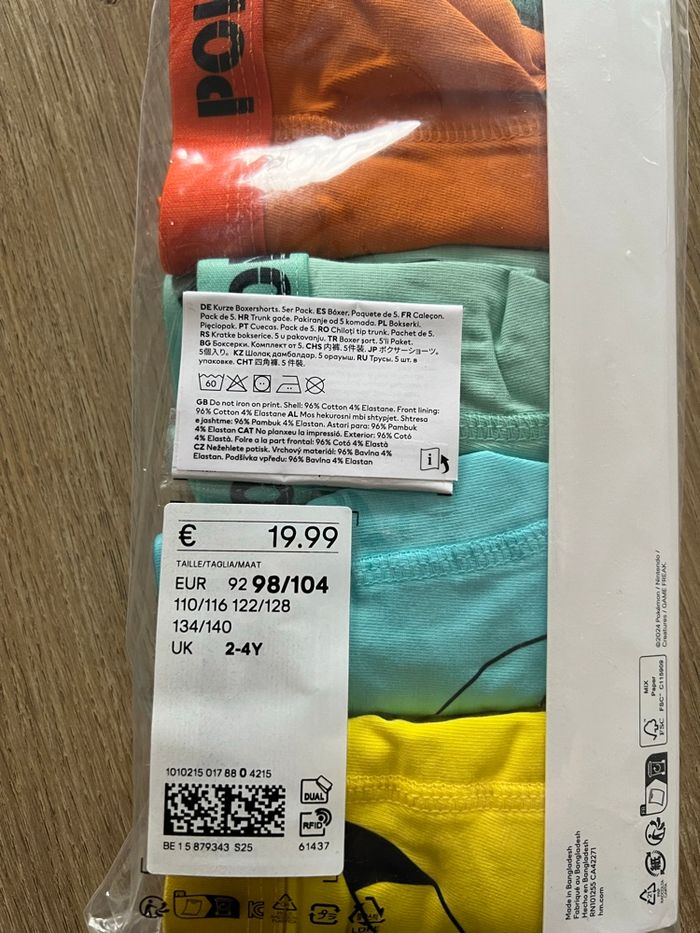 DE Kurze Boxershorts. 5er Pack. ES Bóxer. Paquete de 5. FR Caleçon.
Pack de 5. HR Trunk gaće. Pakiranje od 5 komada. PL Bokserki.
Pięciopak. PT Cuecas. Pack de 5. RO Chiloți tip trunk. Pachet de 5.
RS Kratke bokserice. 5 u pakovanju. TR Boxer şort. 5'li Paket.
BG Боксерки. Комплект от 5. CHS 内裤. 5件装. JP ボクサーショーツ。
5個入り。 KZ Шолақ дамбалдар. 5 орауыш. RU Трусы. 5 шт. в
упаковке. CHT 四角褲. 5 件裝.
60
GB Do not iron on print. Shell: 96% Cotton 4% Elastane. Front lining:
96% Cotton 4% Elastane AL Mos hekurosni mbi shtypjet. Shtresa
e jashtme: 96% Pambuk 4% Elastan. Astari para: 96% Pambuk
4% Elastan CAT No planxeu la impressió. Exterior: 96% Cotó
4% Elastà. Folre a la part frontal: 96% Cotó 4% Elastà
CZ Nežehlete potisk. Vrchový materiál: 96% Bavlna 4%
Elastan. Podšívka vpředu: 96% Bavlna 4% Elastan
€ 19.99
TAILLE/TAGLIA/MAAT
EUR 92 98/104
110/116 122/128
134/140
UK 2-4Y
1010215 017 88 0 4215
DUAL
RFID
BE 1 5 879343 S25 61437
©2024 Pokémon / Nintendo /
Creatures / GAME FREAK.
MIX
Paper
FSC
FSC™ C115909
Made in Bangladesh
Fabriqué au Bangladesh
Hecho en Bangladesh
RN101255 CA42271
hm.com